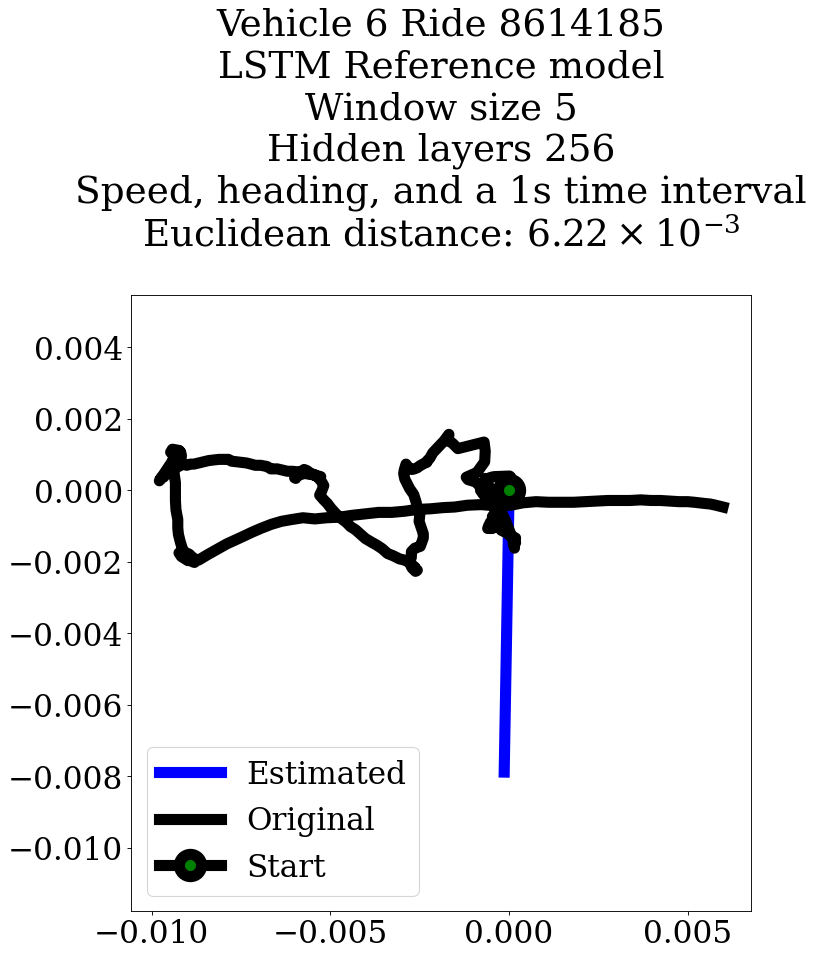 Vehicle 6 Ride 8614185
LSTM Reference model
Window size 5
Hidden layers 256
Speed, heading, and a 1s time interval
Euclidean distance: 6.22 × 10⁻³
0.004
0.002
0.000
−0.002
−0.004
−0.006
−0.008
−0.010
Estimated
Original
Start
−0.010 −0.005 0.000 0.005